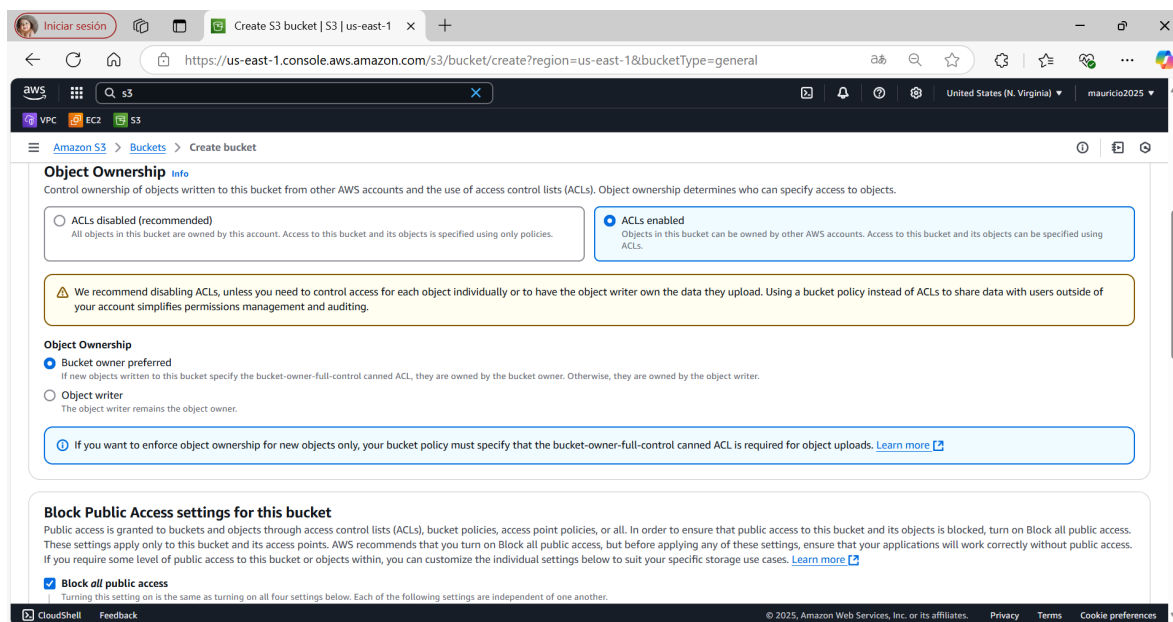 Iniciar sesión
Create S3 bucket | S3 | us-east-1
https://us-east-1.console.aws.amazon.com/s3/bucket/create?region=us-east-1&bucketType=general
aws
s3
United States (N. Virginia)
mauricio2025
VPC
EC2
S3
Amazon S3 > Buckets > Create bucket
Object Ownership Info
Control ownership of objects written to this bucket from other AWS accounts and the use of access control lists (ACLs). Object ownership determines who can specify access to objects.
ACLs disabled (recommended)
All objects in this bucket are owned by this account. Access to this bucket and its objects is specified using only policies.
ACLs enabled
Objects in this bucket can be owned by other AWS accounts. Access to this bucket and its objects can be specified using
ACLs.
We recommend disabling ACLs, unless you need to control access for each object individually or to have the object writer own the data they upload. Using a bucket policy instead of ACLs to share data with users outside of
your account simplifies permissions management and auditing.
Object Ownership
Bucket owner preferred
If new objects written to this bucket specify the bucket-owner-full-control canned ACL, they are owned by the bucket owner. Otherwise, they are owned by the object writer.
Object writer
The object writer remains the object owner.
If you want to enforce object ownership for new objects only, your bucket policy must specify that the bucket-owner-full-control canned ACL is required for object uploads. Learn more
Block Public Access settings for this bucket
Public access is granted to buckets and objects through access control lists (ACLs), bucket policies, access point policies, or all. In order to ensure that public access to this bucket and its objects is blocked, turn on Block all public access.
These settings apply only to this bucket and its access points. AWS recommends that you turn on Block all public access, but before applying any of these settings, ensure that your applications will work correctly without public access.
If you require some level of public access to this bucket or objects within, you can customize the individual settings below to suit your specific storage use cases. Learn more
Block all public access
Turning this setting on is the same as turning on all four settings below. Each of the following settings are independent of one another.
CloudShell
Feedback
© 2025, Amazon Web Services, Inc. or its affiliates.
Privacy
Terms
Cookie preferences